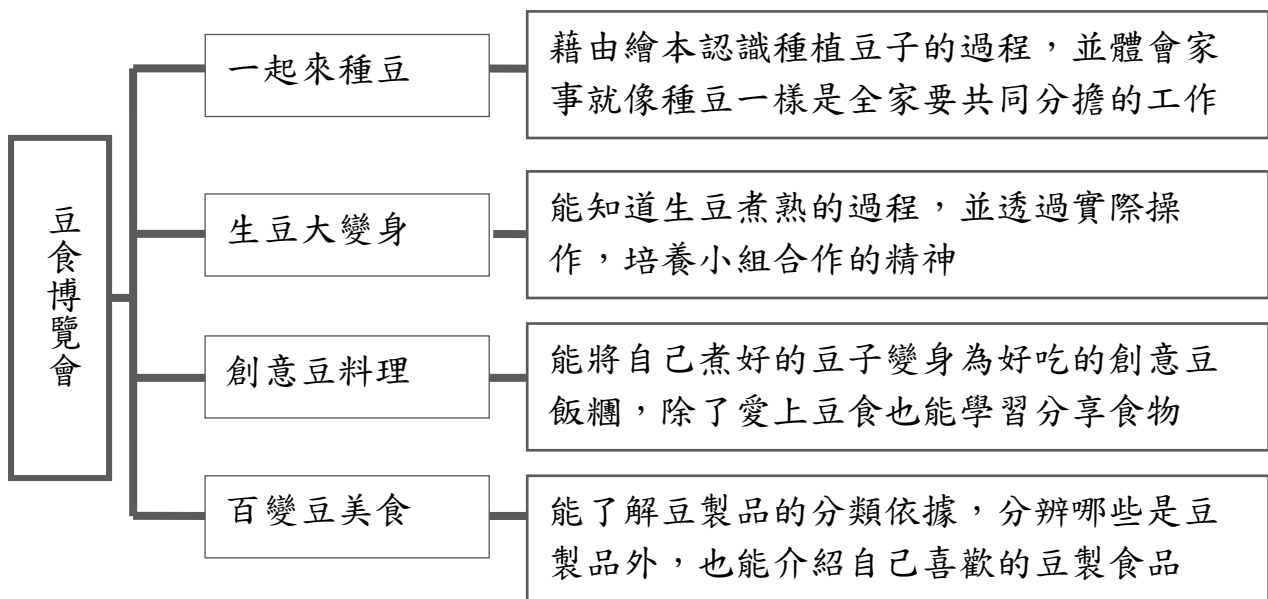 豆食博覽會
一起來種豆
藉由繪本認識種植豆子的過程，並體會家
事就像種豆一樣是全家要共同分擔的工作
生豆大變身
能知道生豆煮熟的過程，並透過實際操
作，培養小組合作的精神
創意豆料理
能將自己煮好的豆子變身為好吃的創意豆
飯糰，除了愛上豆食也能學習分享食物
百變豆美食
能了解豆製品的分類依據，分辨哪些是豆
製品外，也能介紹自己喜歡的豆製食品